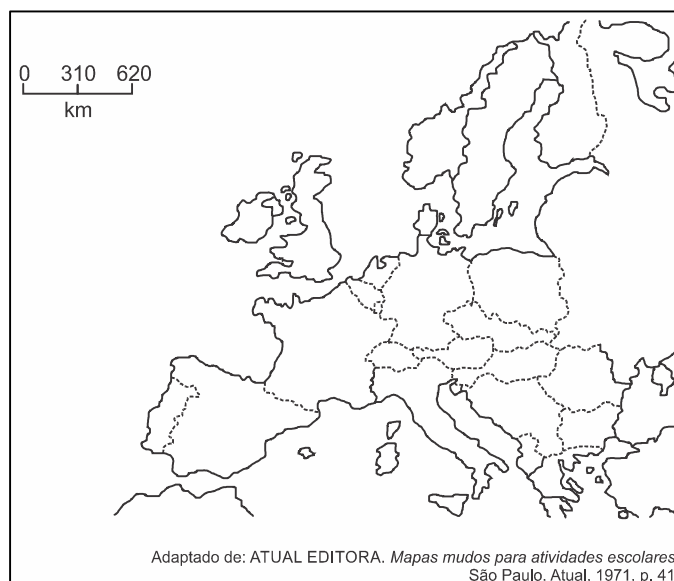 0 310 620
km
Adaptado de: ATUAL EDITORA. Mapas mudos para atividades escolares
São Paulo, Atual, 1971, p. 41